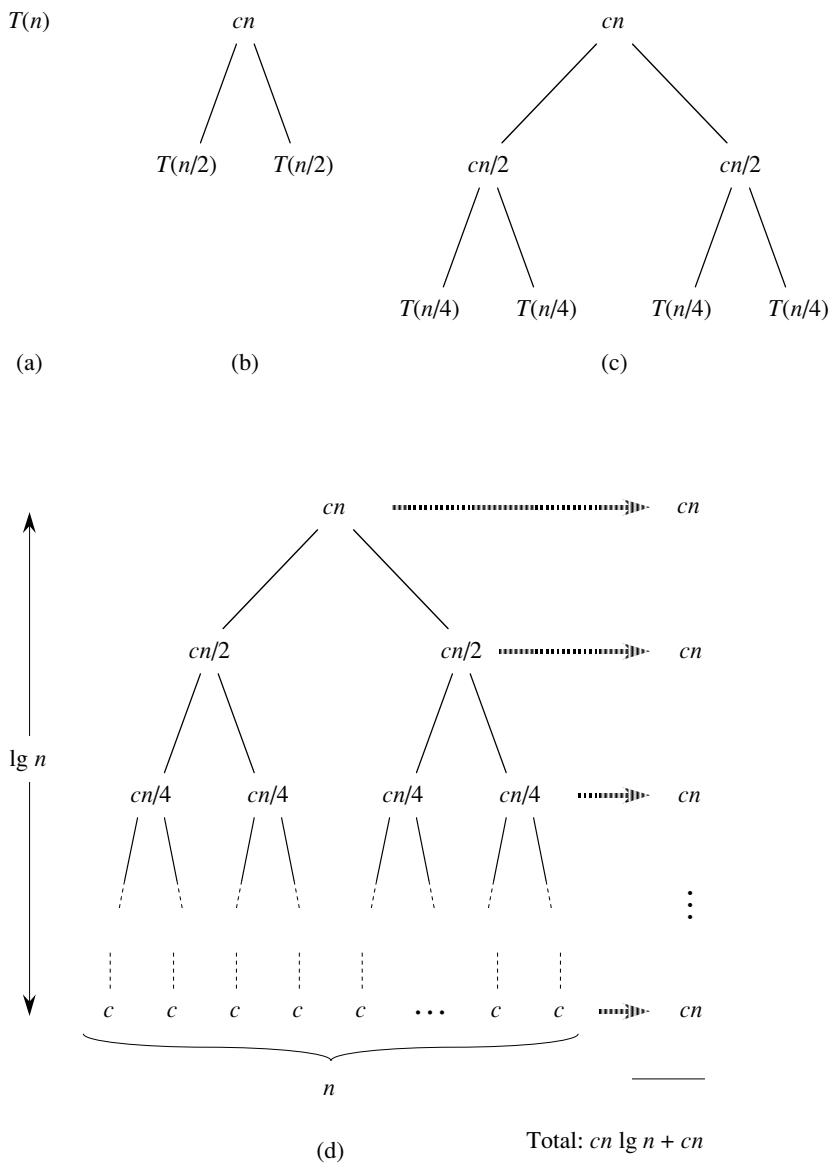 T(n) cn cn
T(n/2) T(n/2) cn/2 cn/2
T(n/4) T(n/4) T(n/4) T(n/4)
(a) (b) (c)
cn cn
cn/2 cn/2 cn
lg n
cn/4 cn/4 cn/4 cn/4 cn
⋮
c c c c c … c c cn
n
(d) Total: cn lg n + cn